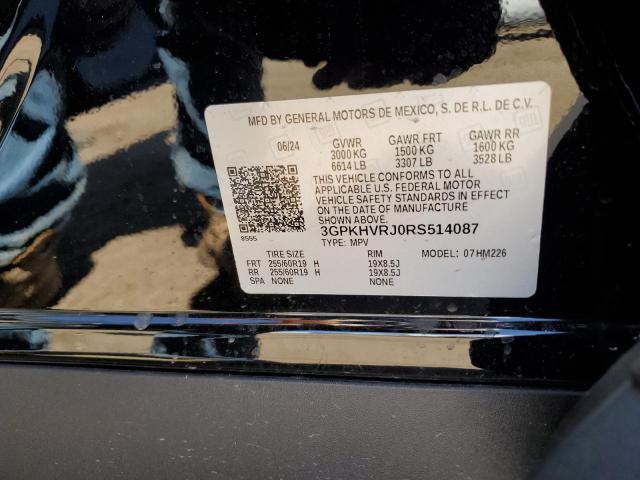 MFD BY GENERAL MOTORS DE MEXICO, S. DE R.L. DE C.V.
06/24 GVWR GAWR FRT GAWR RR
3000 KG 1500 KG 1600 KG
6614 LB 3307 LB 3528 LB
THIS VEHICLE CONFORMS TO ALL
APPLICABLE U.S. FEDERAL MOTOR
VEHICLE SAFETY STANDARDS IN EFFECT
ON THE DATE OF MANUFACTURE
SHOWN ABOVE.
3GPKHVRJ0RS514087
8555 TYPE: MPV MODEL: 07HM226
TIRE SIZE RIM
FRT 255/60R19 H 19X8.5J
RR 255/60R19 H 19X8.5J
SPA NONE NONE